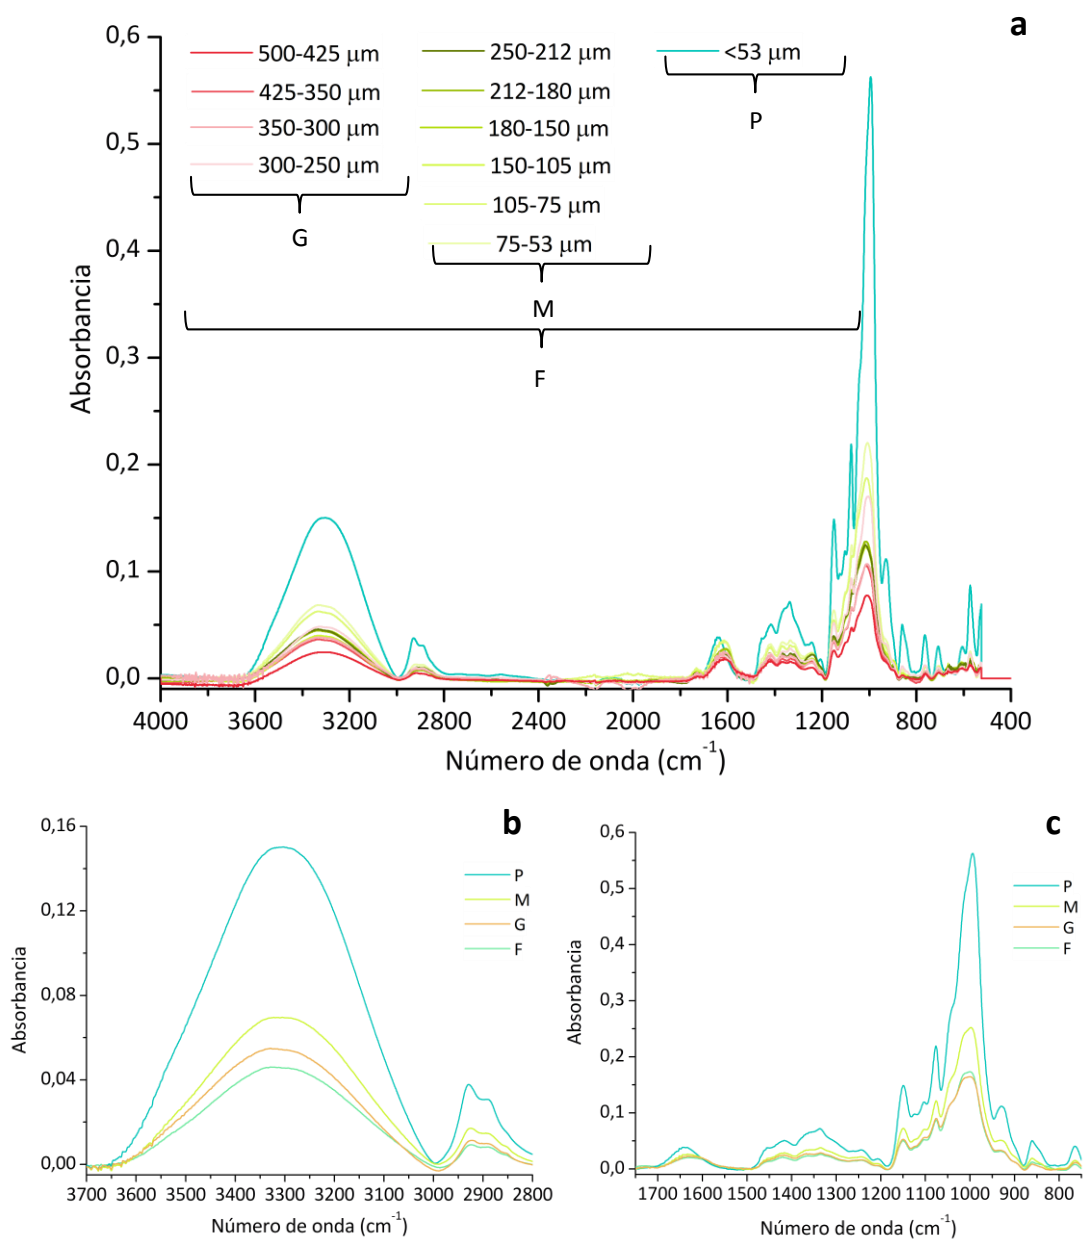 a
0,6
500-425 µm
250-212 µm
<53 µm
425-350 µm
212-180 µm
P
350-300 µm
180-150 µm
0,5
300-250 µm
150-105 µm
105-75 µm
G
75-53 µm
0,4
M
0,3
F
0,2
0,1
0,0
Absorbancia
4000 3600 3200 2800 2400 2000 1600 1200 800 400
Número de onda (cm-1)
b
0,16
0,12
0,08
0,04
0,00
Absorbancia
P
M
G
F
3700 3600 3500 3400 3300 3200 3100 3000 2900 2800
Número de onda (cm-1)
c
0,6
0,5
0,4
0,3
0,2
0,1
0,0
Absorbancia
P
M
G
F
1700 1600 1500 1400 1300 1200 1100 1000 900 800
Número de onda (cm-1)